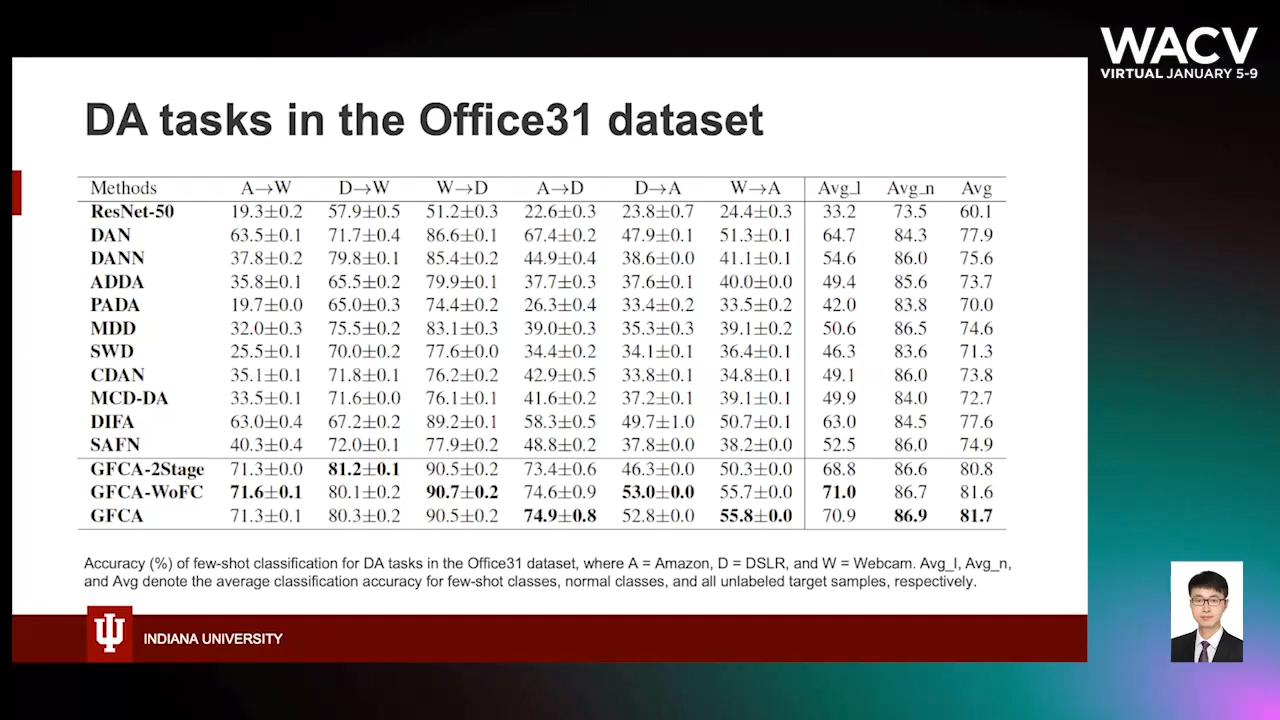 WACV
VIRTUAL JANUARY 5-9
DA tasks in the Office31 dataset
Methods A→W D→W W→D A→D D→A W→A Avg_l Avg_n Avg
ResNet-50 19.3±0.2 57.9±0.5 51.2±0.3 22.6±0.3 23.8±0.7 24.4±0.3 33.2 73.5 60.1
DAN 63.5±0.1 71.7±0.4 86.6±0.1 67.4±0.2 47.9±0.1 51.3±0.1 64.7 84.3 77.9
DANN 37.8±0.2 79.8±0.1 85.4±0.2 44.9±0.4 38.6±0.0 41.1±0.1 54.6 86.0 75.6
ADDA 35.8±0.1 65.5±0.2 79.9±0.1 37.7±0.3 37.6±0.1 40.0±0.0 49.4 85.6 73.7
PADA 19.7±0.0 65.0±0.3 74.4±0.2 26.3±0.4 33.4±0.2 33.5±0.2 42.0 83.8 70.0
MDD 32.0±0.3 75.5±0.2 83.1±0.3 39.0±0.3 35.3±0.3 39.1±0.2 50.6 86.5 74.6
SWD 25.5±0.1 70.0±0.2 77.6±0.0 34.4±0.2 34.1±0.1 36.4±0.1 46.3 83.6 71.3
CDAN 35.1±0.1 71.8±0.1 76.2±0.2 42.9±0.5 33.8±0.1 34.8±0.1 49.1 86.0 73.8
MCD-DA 33.5±0.1 71.6±0.0 76.1±0.1 41.6±0.2 37.2±0.1 39.1±0.1 49.9 84.0 72.7
DIFA 63.0±0.4 67.2±0.2 89.2±0.1 58.3±0.5 49.7±1.0 50.7±0.1 63.0 84.5 77.6
SAFN 40.3±0.4 72.0±0.1 77.9±0.2 48.8±0.2 37.8±0.0 38.2±0.1 52.5 86.0 74.9
GFCA-2Stage 71.3±0.0 81.2±0.1 90.5±0.2 73.4±0.6 46.3±0.0 50.3±0.0 68.8 86.6 80.8
GFCA-WoFC 71.6±0.1 80.1±0.2 90.7±0.2 74.6±0.9 53.0±0.0 55.7±0.0 71.0 86.7 81.6
GFCA 71.3±0.1 80.3±0.2 90.5±0.2 74.9±0.8 52.8±0.0 55.8±0.0 70.9 86.9 81.7
Accuracy (%) of few-shot classification for DA tasks in the Office31 dataset, where A = Amazon, D = DSLR, and W = Webcam. Avg_l, Avg_n,
and Avg denote the average classification accuracy for few-shot classes, normal classes, and all unlabeled target samples, respectively.
INDIANA UNIVERSITY